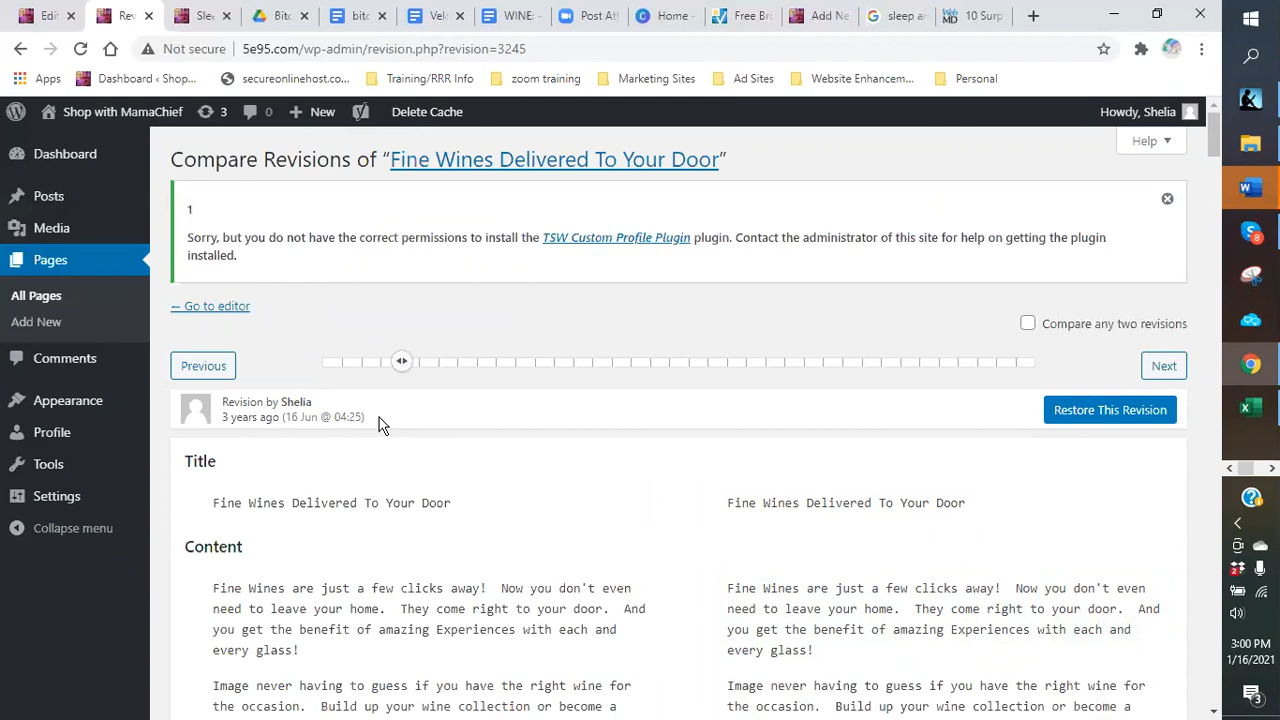 Edit
Rev
Slei
Bitc
bitc
Vel
WINE:
Post At
Home -
Free Br
Add Ne
sleep a
10 Surp
Not secure
5e95.com/wp-admin/revision.php?revision=3245
Apps
Dashboard ‹ Shop...
secureonlinehost.co...
Training/RRR Info
zoom training
Marketing Sites
Ad Sites
Website Enhancem...
Personal
Shop with MamaChief
3
0
New
Delete Cache
Howdy, Shelia
Help
Dashboard
Posts
Media
Pages
All Pages
Add New
Comments
Appearance
Profile
Tools
Settings
Collapse menu
Compare Revisions of “Fine Wines Delivered To Your Door”
1
Sorry, but you do not have the correct permissions to install the TSW Custom Profile Plugin plugin. Contact the administrator of this site for help on getting the plugin
installed.
← Go to editor
Compare any two revisions
Previous
Next
Revision by Shelia
3 years ago (16 Jun @ 04:25)
Restore This Revision
Title
Fine Wines Delivered To Your Door
Fine Wines Delivered To Your Door
Content
Fine Wines are just a few clicks away! Now you don't even
need to leave your home. They come right to your door. And
you get the benefit of amazing Experiences with each and
every glass!
Image never having to guess if you have the right wine for
the occasion. Build up your wine collection or become a
Fine Wines are just a few clicks away! Now you don't even
need to leave your home. They come right to your door. And
you get the benefit of amazing Experiences with each and
every glass!
Image never having to guess if you have the right wine for
the occasion. Build up your wine collection or become a
3:00 PM
1/16/2021
3